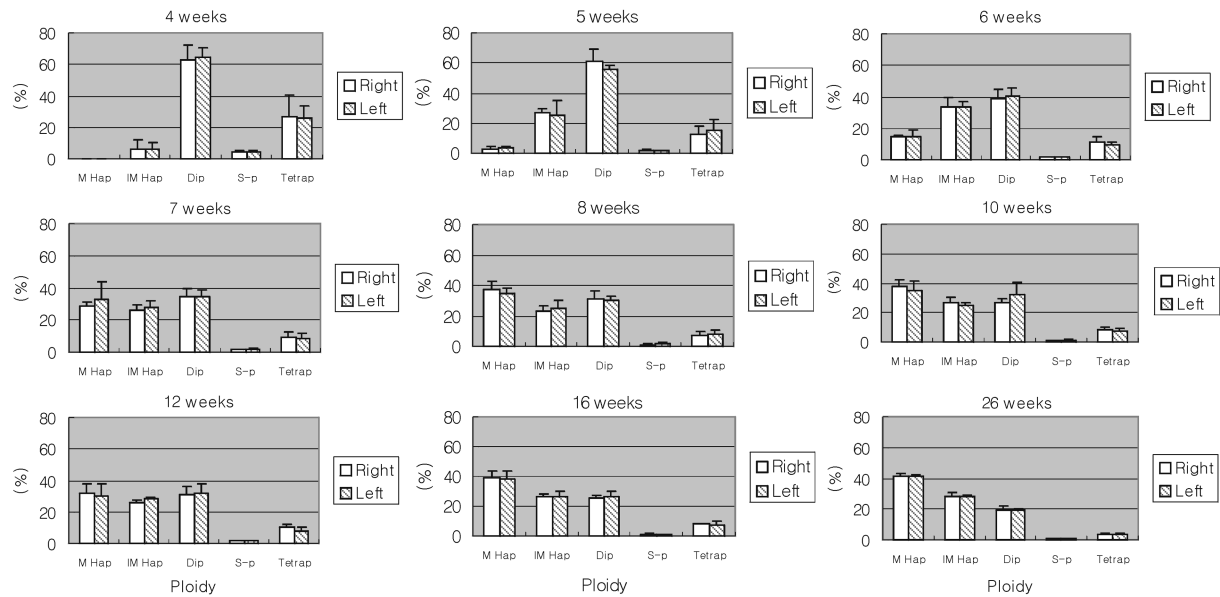 4 weeks
80
60
40
20
0
(%)
M Hap IM Hap Dip S-p Tetrap
Right
Left
5 weeks
80
60
40
20
0
(%)
M Hap IM Hap Dip S-p Tetrap
Right
Left
6 weeks
80
60
40
20
0
(%)
M Hap IM Hap Dip S-p Tetrap
Right
Left
7 weeks
80
60
40
20
0
(%)
M Hap IM Hap Dip S-p Tetrap
Right
Left
8 weeks
80
60
40
20
0
(%)
M Hap IM Hap Dip S-p Tetrap
Right
Left
10 weeks
80
60
40
20
0
(%)
M Hap IM Hap Dip S-p Tetrap
Right
Left
12 weeks
80
60
40
20
0
(%)
M Hap IM Hap Dip S-p Tetrap
Ploidy
Right
Left
16 weeks
80
60
40
20
0
(%)
M Hap IM Hap Dip S-p Tetrap
Ploidy
Right
Left
26 weeks
80
60
40
20
0
(%)
M Hap IM Hap Dip S-p Tetrap
Ploidy
Right
Left